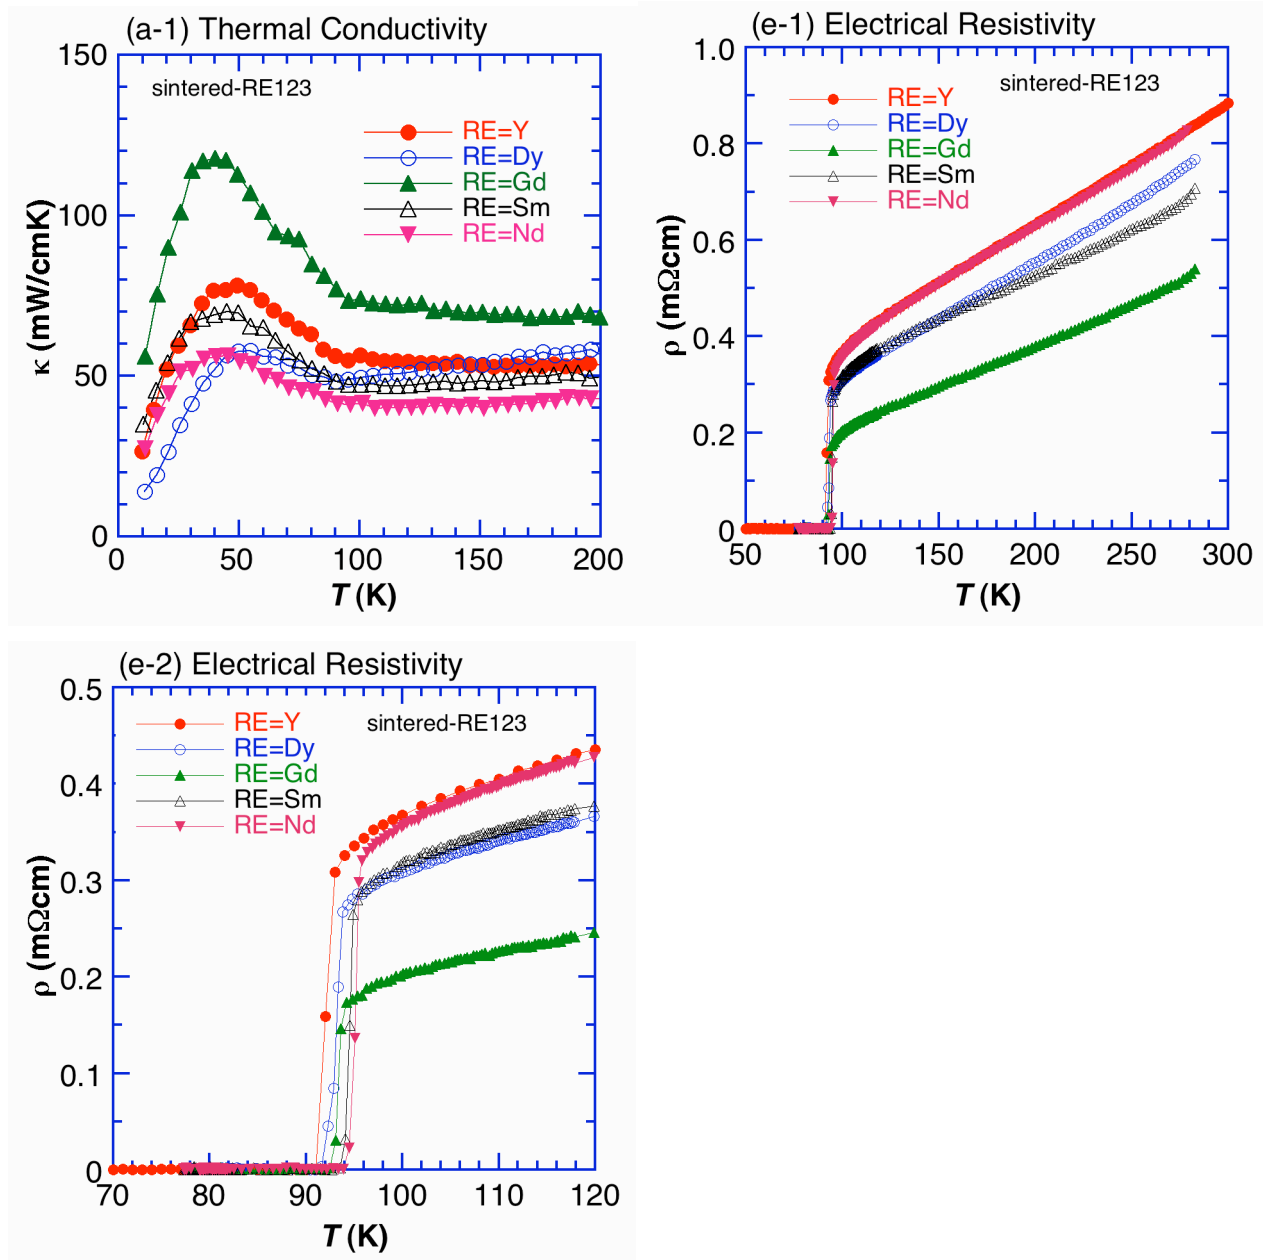 (a-1) Thermal Conductivity
150
100
50
0
κ (mW/cmK)
sintered-RE123
RE=Y
RE=Dy
RE=Gd
RE=Sm
RE=Nd
0 50 100 150 200
T (K)
(e-1) Electrical Resistivity
1.0
0.8
0.6
0.4
0.2
0
ρ (mΩcm)
sintered-RE123
RE=Y
RE=Dy
RE=Gd
RE=Sm
RE=Nd
50 100 150 200 250 300
T (K)
(e-2) Electrical Resistivity
0.5
0.4
0.3
0.2
0.1
0
ρ (mΩcm)
sintered-RE123
RE=Y
RE=Dy
RE=Gd
RE=Sm
RE=Nd
70 80 90 100 110 120
T (K)